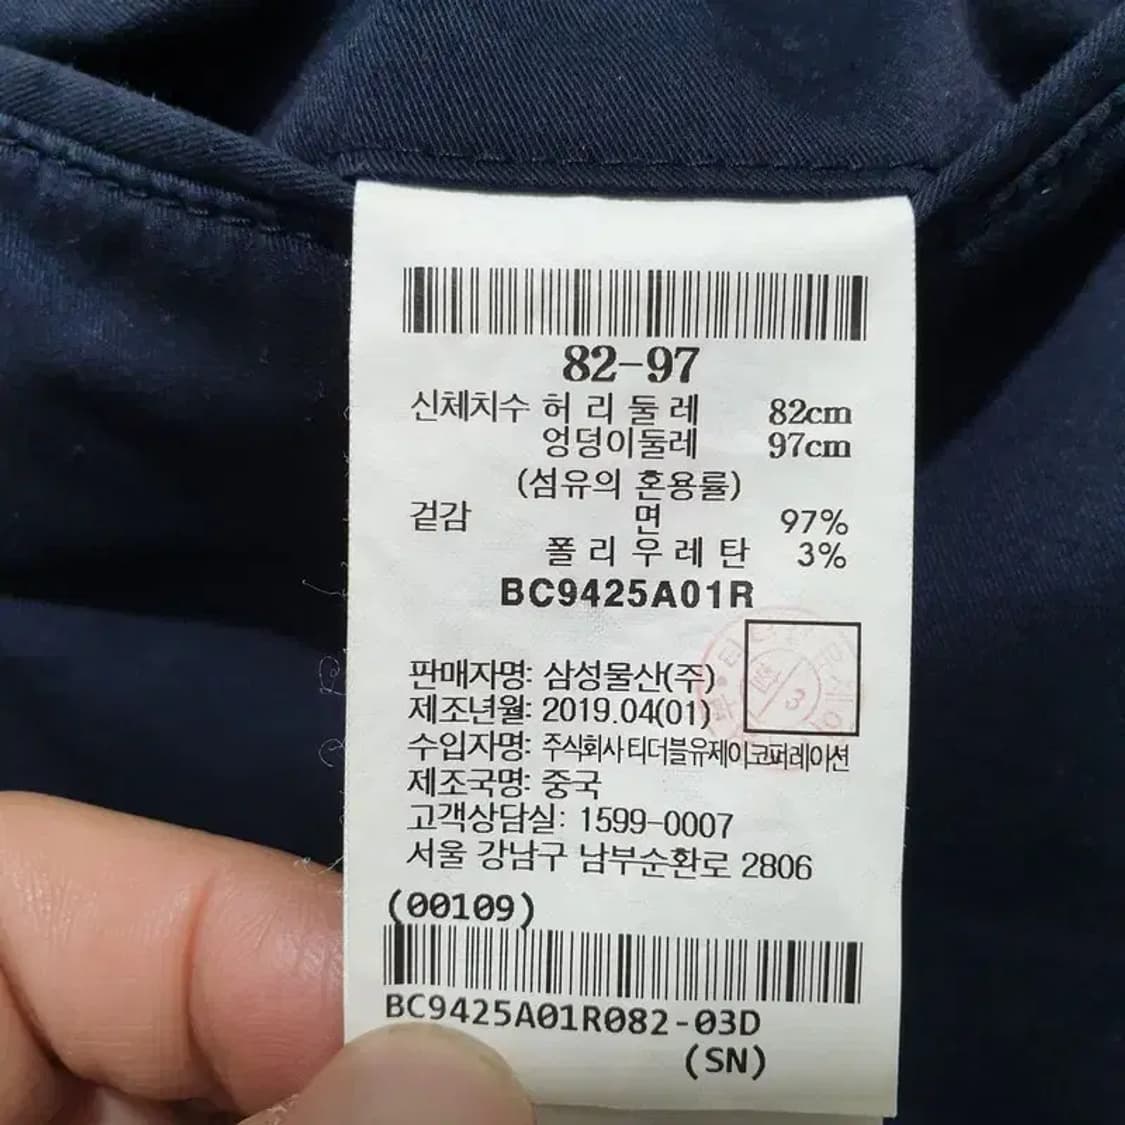 82-97
신체치수 허 리 둘 레 82cm
엉덩이둘레 97cm
(섬유의 혼용률)
겉감 면 97%
폴 리 우 레 탄 3%
BC9425A01R
판매자명: 삼성물산(주)
제조년월: 2019.04(01)
수입자명: 주식회사 티더블유제이코퍼레이션
제조국명: 중국
고객상담실: 1599-0007
서울 강남구 남부순환로 2806
(00109)
BC9425A01R082-03D
(SN)